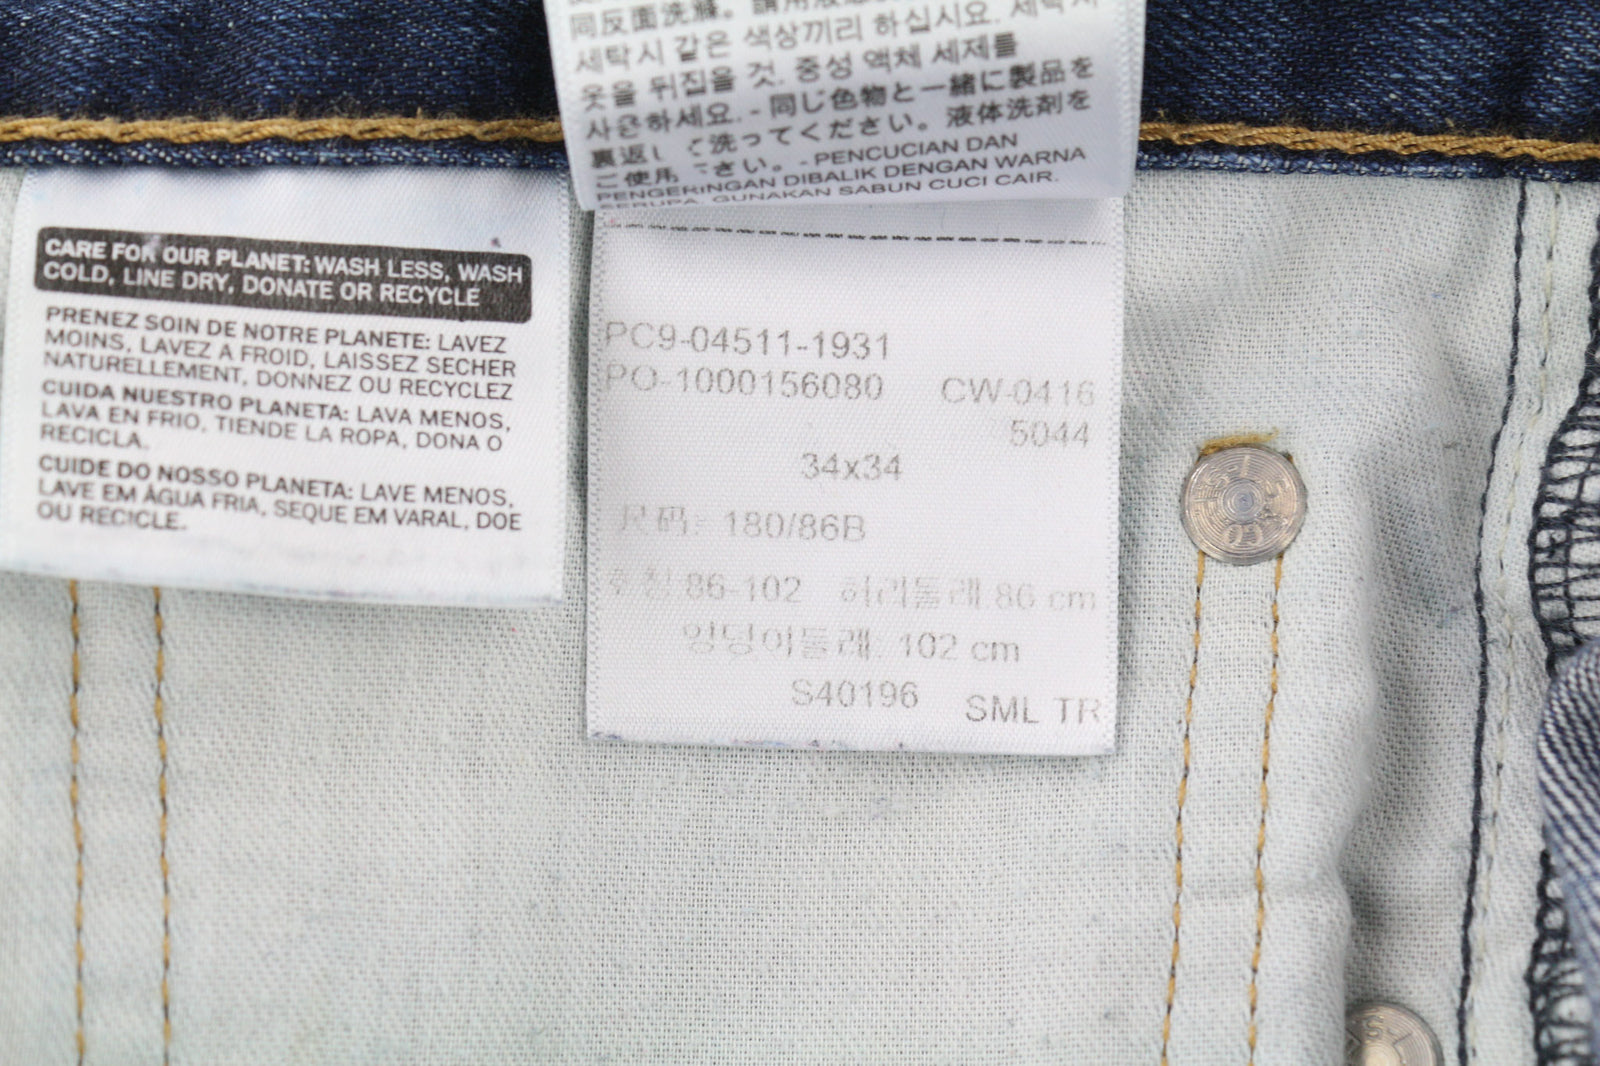 CARE FOR OUR PLANET: WASH LESS, WASH
COLD, LINE DRY, DONATE OR RECYCLE
PRENEZ SOIN DE NOTRE PLANETE: LAVEZ
MOINS, LAVEZ A FROID, LAISSEZ SECHER
NATURELLEMENT, DONNEZ OU RECYCLEZ
CUIDA NUESTRO PLANETA: LAVA MENOS,
LAVA EN FRIO, TIENDE LA ROPA, DONA O
RECICLA.
CUIDE DO NOSSO PLANETA: LAVE MENOS,
LAVE EM ÁGUA FRIA, SEQUE EM VARAL, DOE
OU RECICLE.
同反面洗滌。請用液
세탁시 같은 색상끼리 하십시오. 세탁시
옷을 뒤집을 것. 중성 액체 세제를
사용하세요. - 同じ色物と一緒に製品を
裏返し て洗ってください。液体洗剤を
ご使用 ださい。 - PENCUCIAN DAN
PENGERINGAN DIBALIK DENGAN WARNA
SERUPA. GUNAKAN SABUN CUCI CAIR.
PC9-04511-1931
PO-1000156080 CW-0416
5044
34x34
尺码: 180/86B
86-102 허리둘레 86 cm
엉덩이둘레: 102 cm
S40196 SML TR